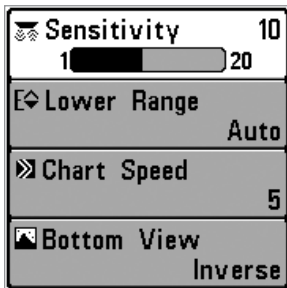 Sensitivity 10
1 20
Lower Range
Auto
Chart Speed
5
Bottom View
Inverse